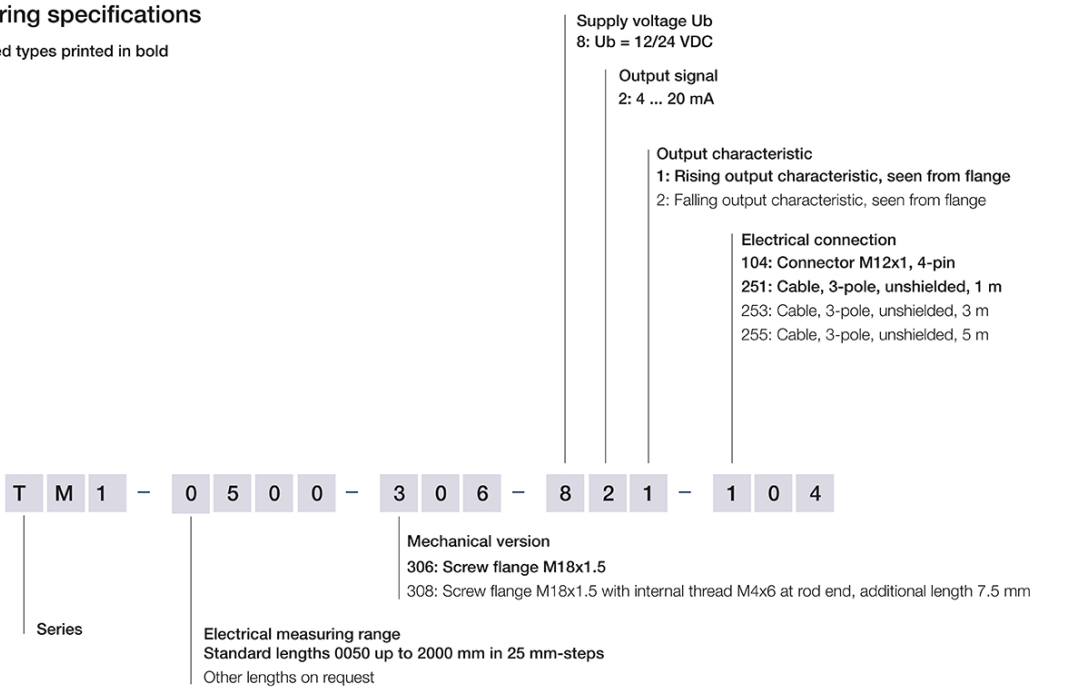 ring specifications
ed types printed in bold
Supply voltage Ub
8: Ub = 12/24 VDC
Output signal
2: 4 ... 20 mA
Output characteristic
1: Rising output characteristic, seen from flange
2: Falling output characteristic, seen from flange
Electrical connection
104: Connector M12x1, 4-pin
251: Cable, 3-pole, unshielded, 1 m
253: Cable, 3-pole, unshielded, 3 m
255: Cable, 3-pole, unshielded, 5 m
T M 1 – 0 5 0 0 – 3 0 6 – 8 2 1 – 1 0 4
Mechanical version
306: Screw flange M18x1.5
308: Screw flange M18x1.5 with internal thread M4x6 at rod end, additional length 7.5 mm
Series
Electrical measuring range
Standard lengths 0050 up to 2000 mm in 25 mm-steps
Other lengths on request